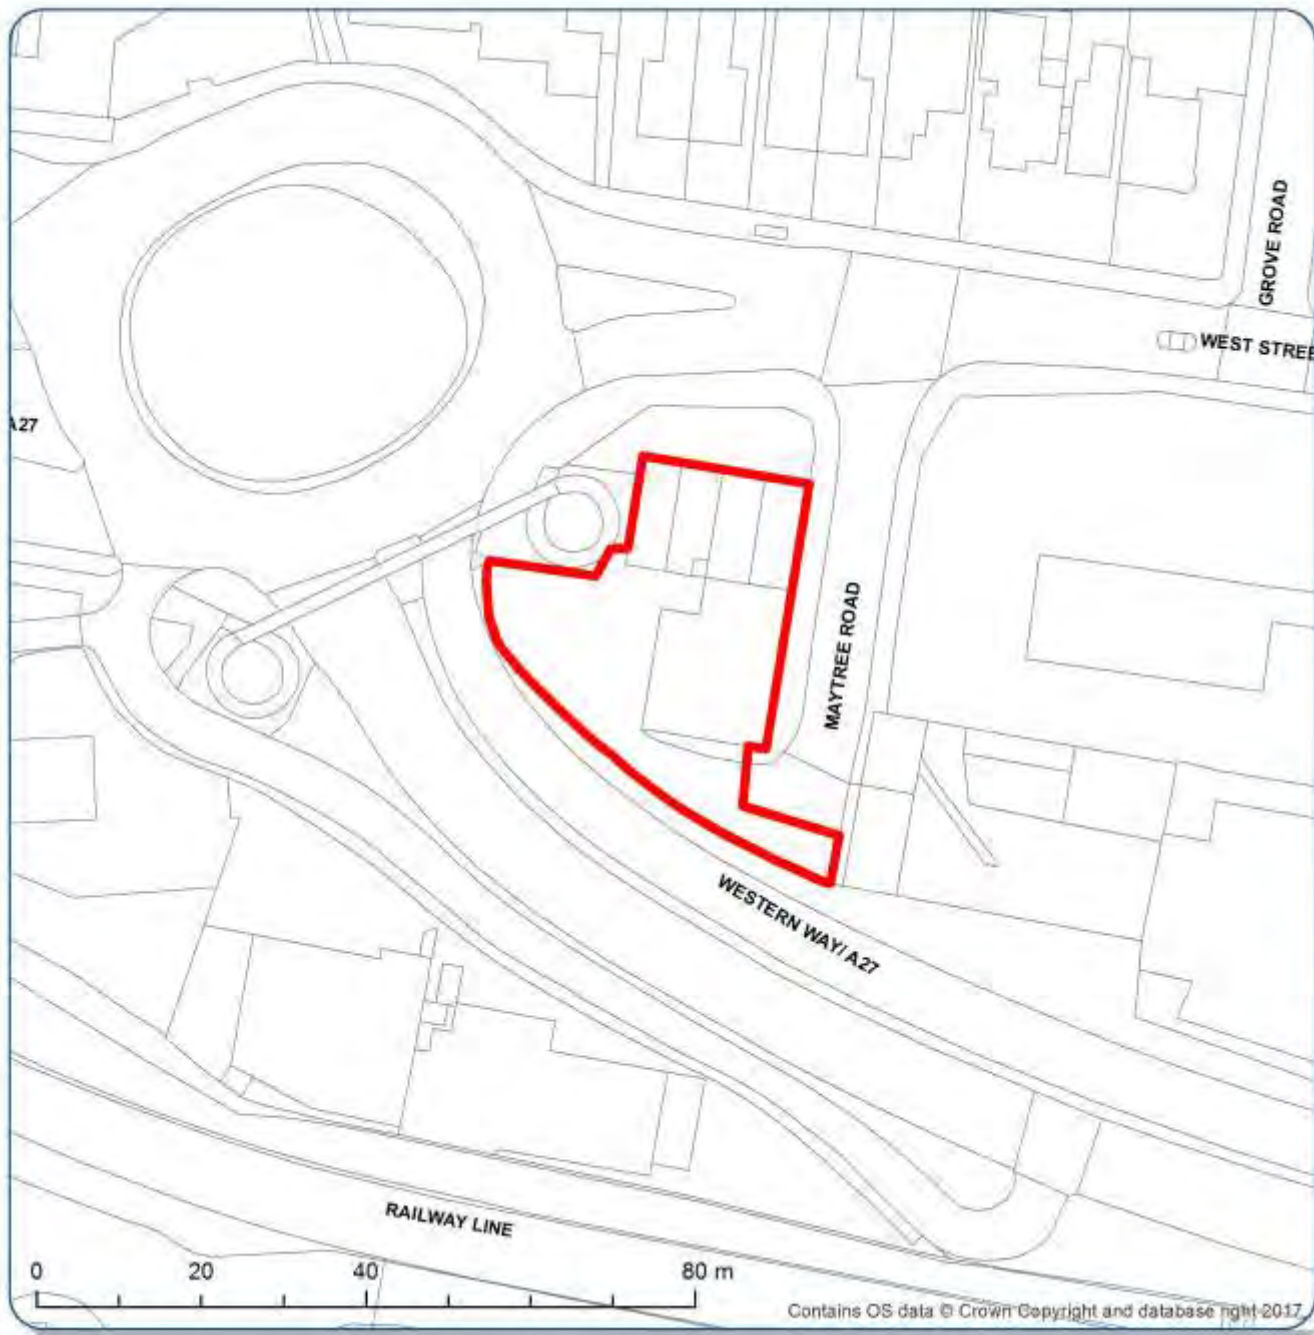 GROVE ROAD
WEST STREE
A27
MAYTREE ROAD
WESTERN WAY/ A27
RAILWAY LINE
0 20 40 80 m
Contains OS data © Crown Copyright and database right 2017